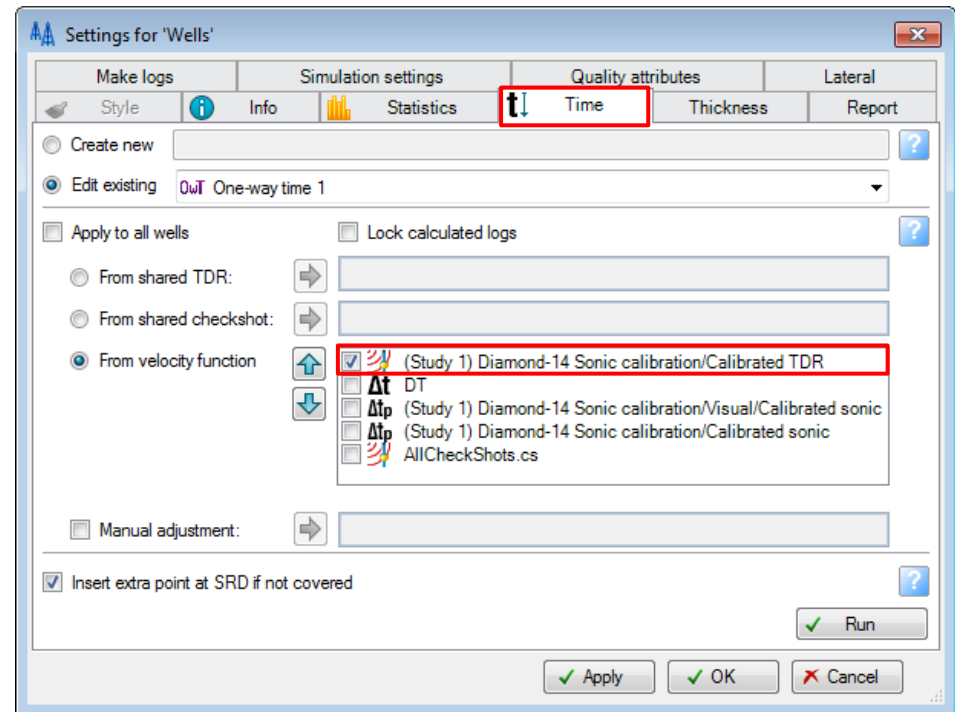 Settings for 'Wells'
Make logs Simulation settings Quality attributes Lateral
Style Info Statistics Time Thickness Report
Create new ?
Edit existing OWT One-way time 1
Apply to all wells Lock calculated logs ?
From shared TDR:
From shared checkshot:
From velocity function (Study 1) Diamond-14 Sonic calibration/Calibrated TDR
Δt DT
Δtp (Study 1) Diamond-14 Sonic calibration/Visual/Calibrated sonic
Δtp (Study 1) Diamond-14 Sonic calibration/Calibrated sonic
AllCheckShots.cs
Manual adjustment:
Insert extra point at SRD if not covered ?
Run
Apply OK Cancel